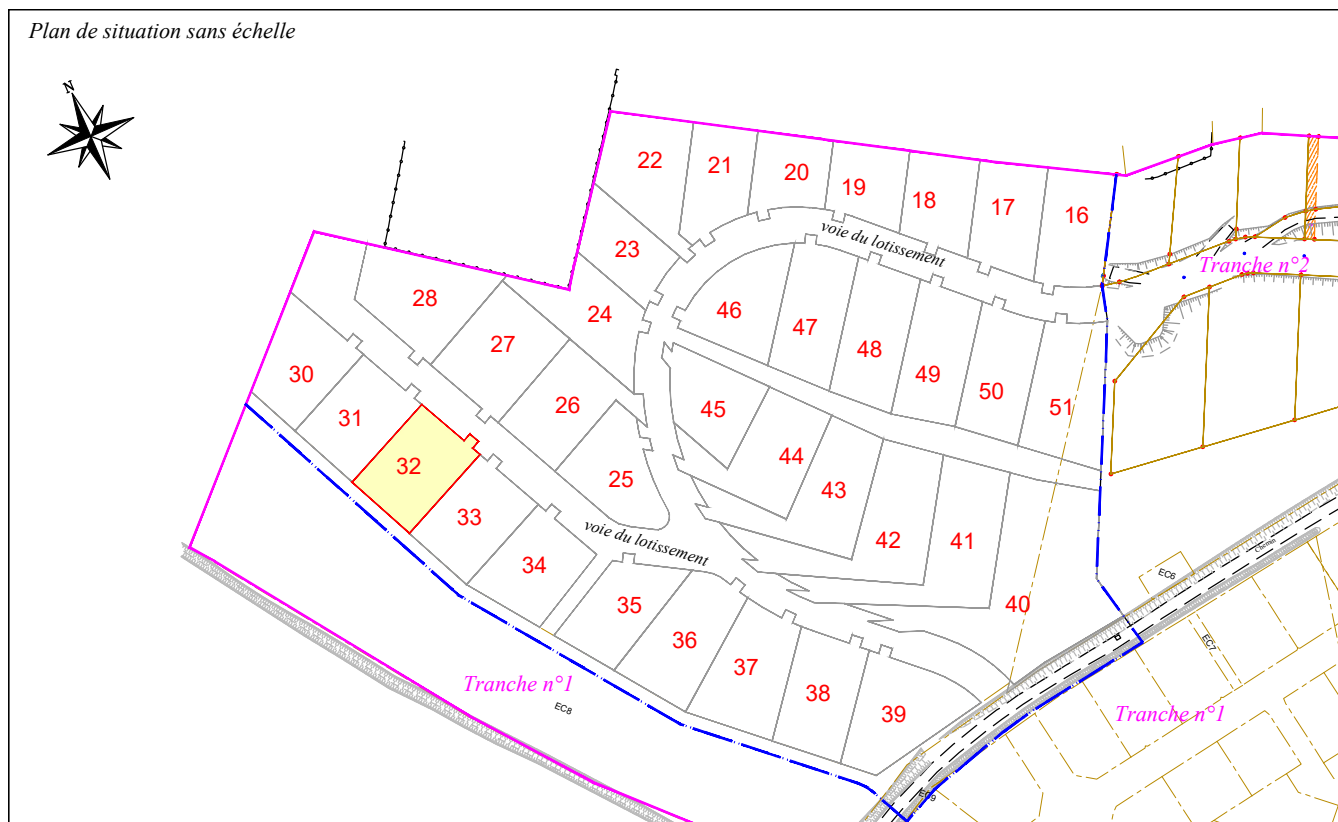 Plan de situation sans échelle
N
22
21
20
19
18
17
16
23
voie du lotissement
Tranche n°2
28
24
46
47
27
48
49
50
51
30
31
26
45
32
44
25
43
33
voie du lotissement
42
41
34
Chemin
EC6
35
40
36
EC7
37
38
39
Tranche n°1
EC8
Tranche n°1
EC9